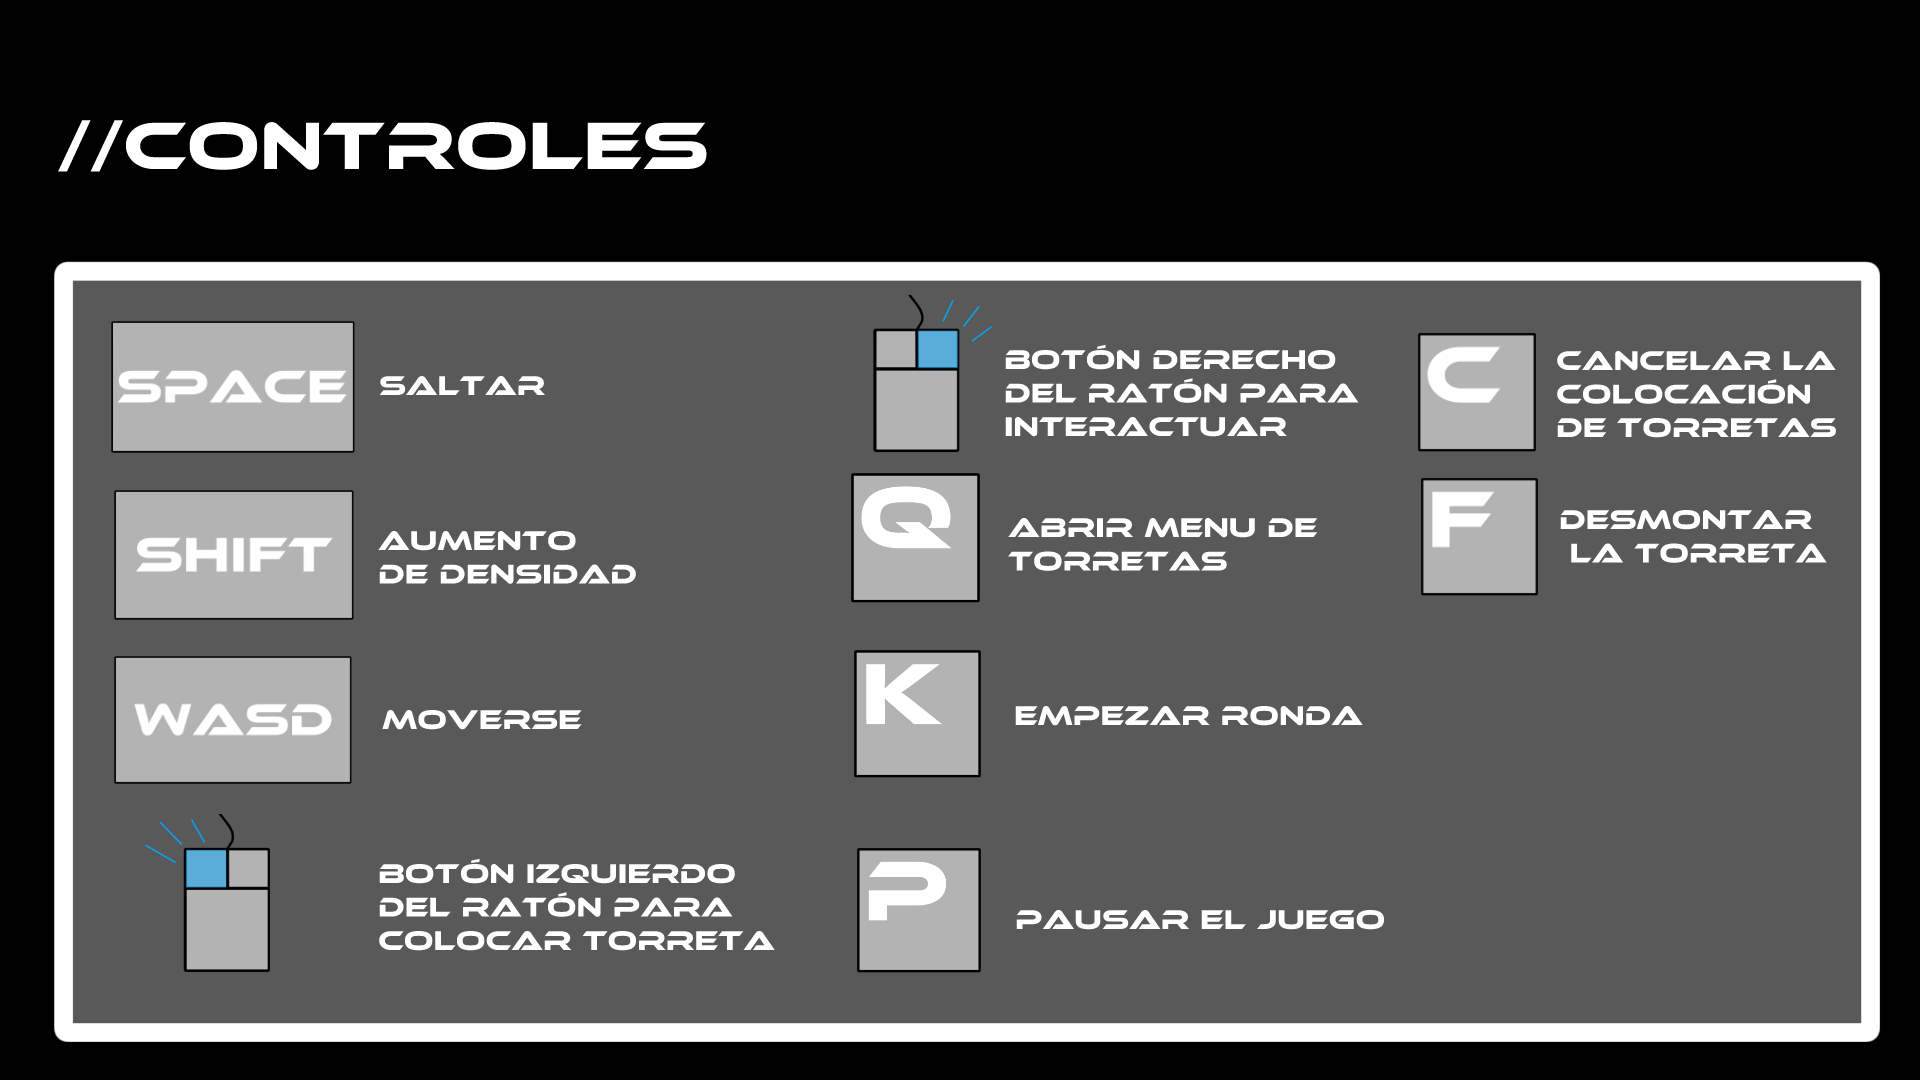 //CONTROLES
SPACE
SALTAR
SHIFT
AUMENTO
DE DENSIDAD
WASD
MOVERSE
BOTÓN IZQUIERDO
DEL RATÓN PARA
COLOCAR TORRETA
BOTÓN DERECHO
DEL RATÓN PARA
INTERACTUAR
Q
ABRIR MENU DE
TORRETAS
K
EMPEZAR RONDA
P
PAUSAR EL JUEGO
C
CANCELAR LA
COLOCACIÓN
DE TORRETAS
F
DESMONTAR
LA TORRETA